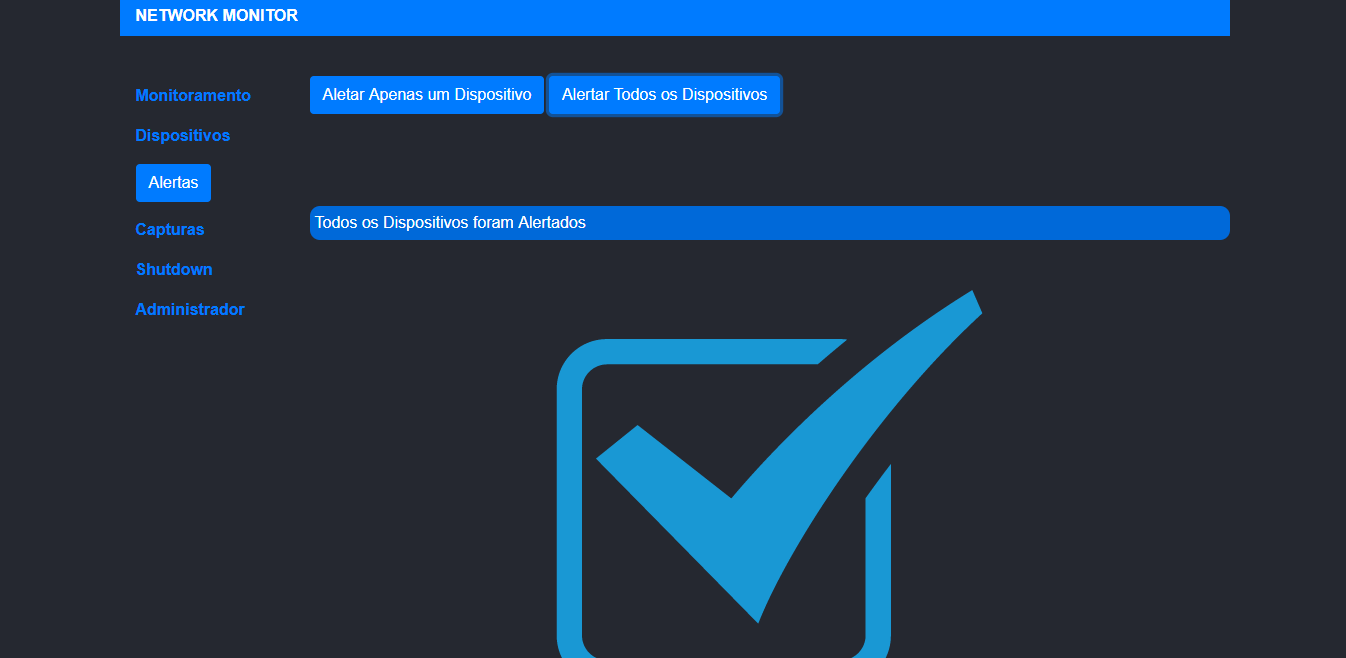 NETWORK MONITOR
Monitoramento
Dispositivos
Alertas
Capturas
Shutdown
Administrador
Aletar Apenas um Dispositivo
Alertar Todos os Dispositivos
Todos os Dispositivos foram Alertados